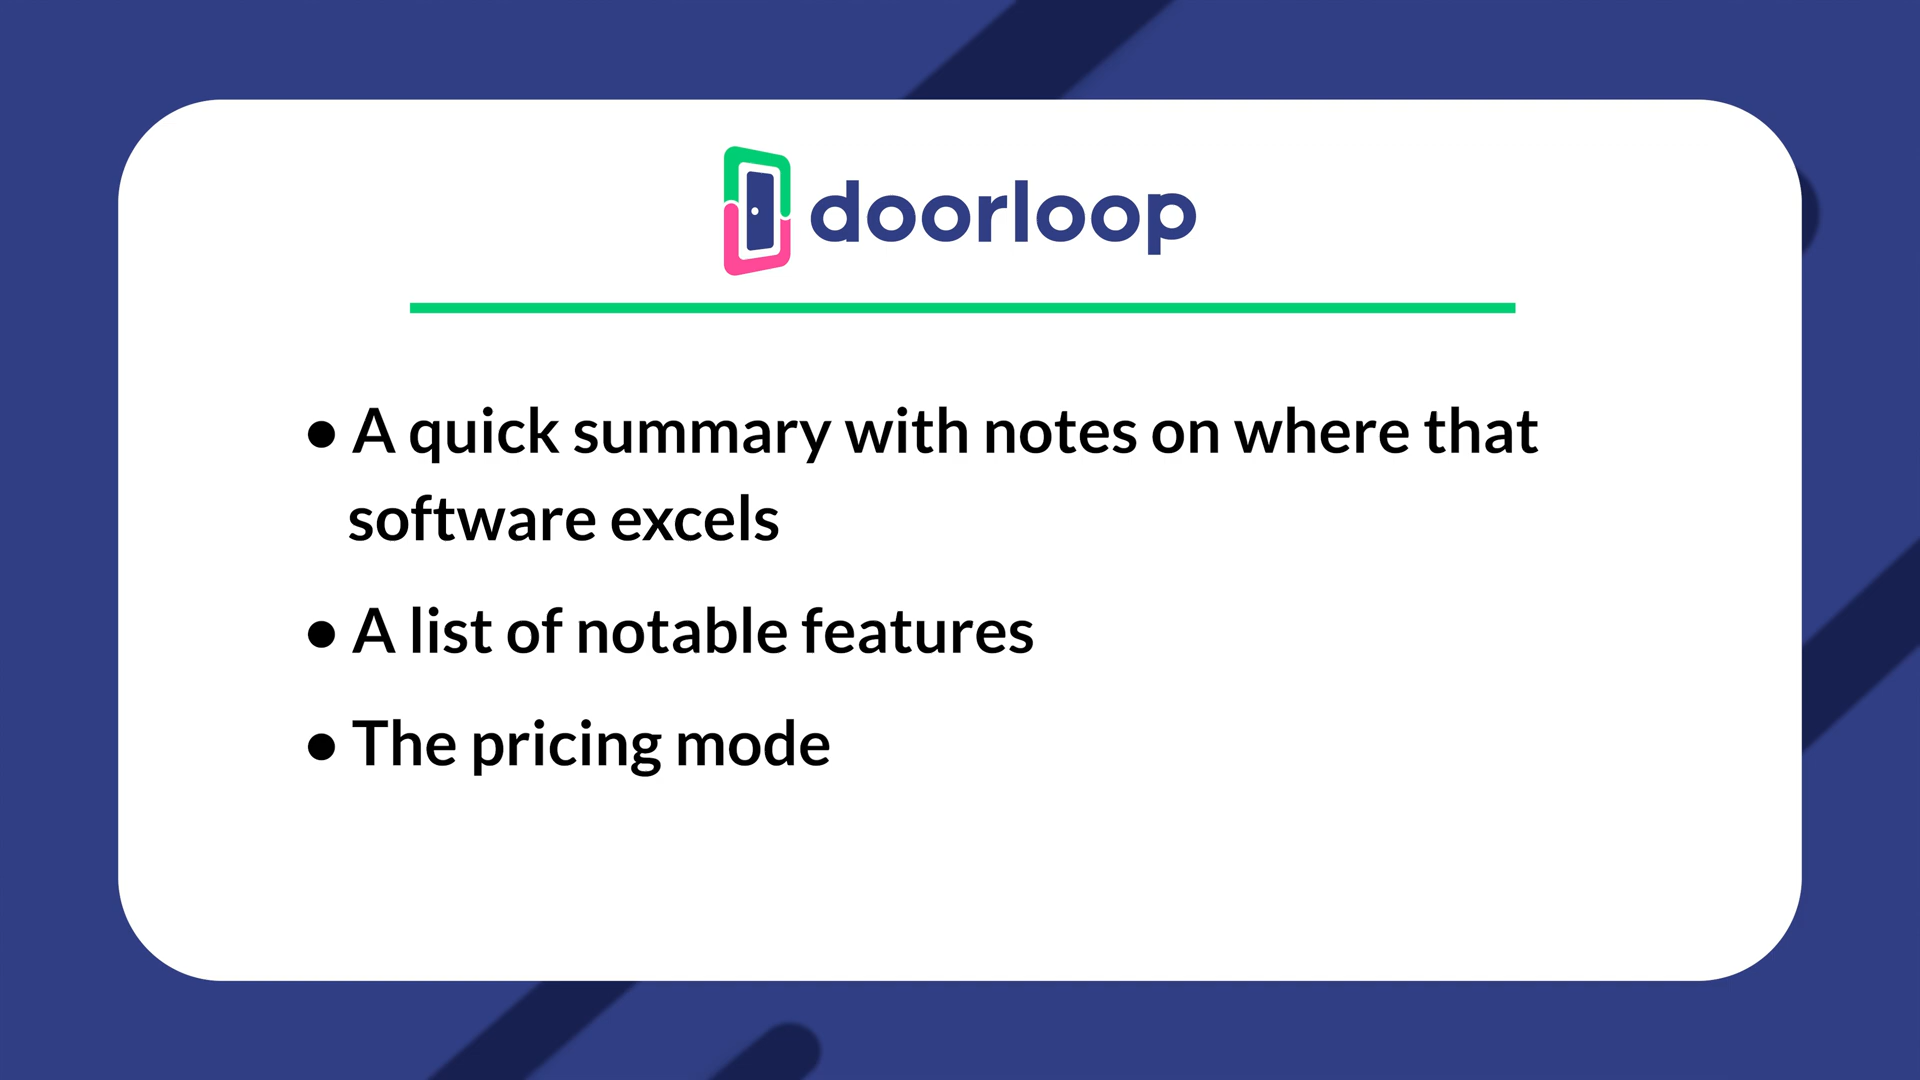 doorloop
● A quick summary with notes on where that
software excels
● A list of notable features
● The pricing mode